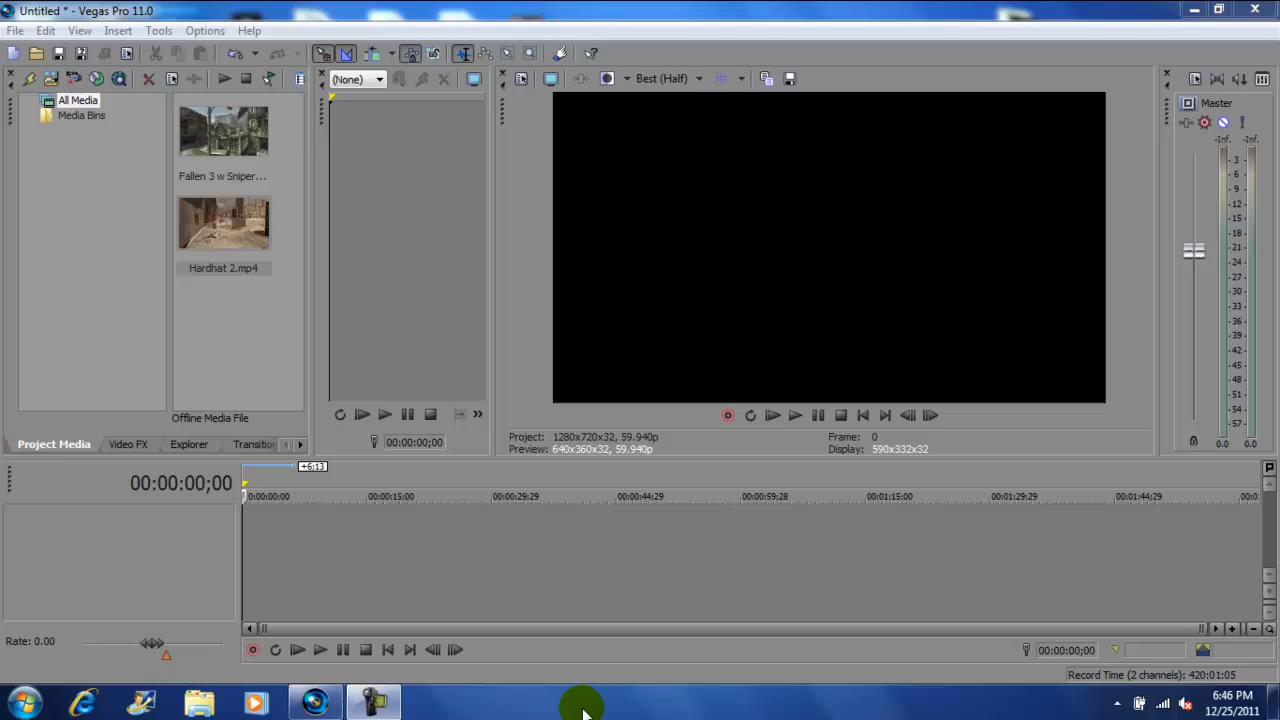 Untitled * - Vegas Pro 11.0
File Edit View Insert Tools Options Help
(None)
Best (Half)
All Media
Media Bins
Fallen 3 w Sniper...
Hardhat 2.mp4
Offline Media File
Project Media Video FX Explorer Transitio
00:00:00;00
Project: 1280x720x32, 59.940p
Preview: 640x360x32, 59.940p
Frame: 0
Display: 590x332x32
Master
-Inf. -Inf.
3
6
9
12
15
18
21
24
27
30
33
36
39
42
45
48
51
54
57
0.0 0.0
+6;13
00:00:00;00
0:00:00:00 00:00:15;00 00:00:29;29 00:00:44;29 00:00:59;28 00:01:15;00 00:01:29;29 00:01:44;29 00:0
Rate: 0.00
00:00:00;00
Record Time (2 channels): 420:01:05
6:46 PM
12/25/2011